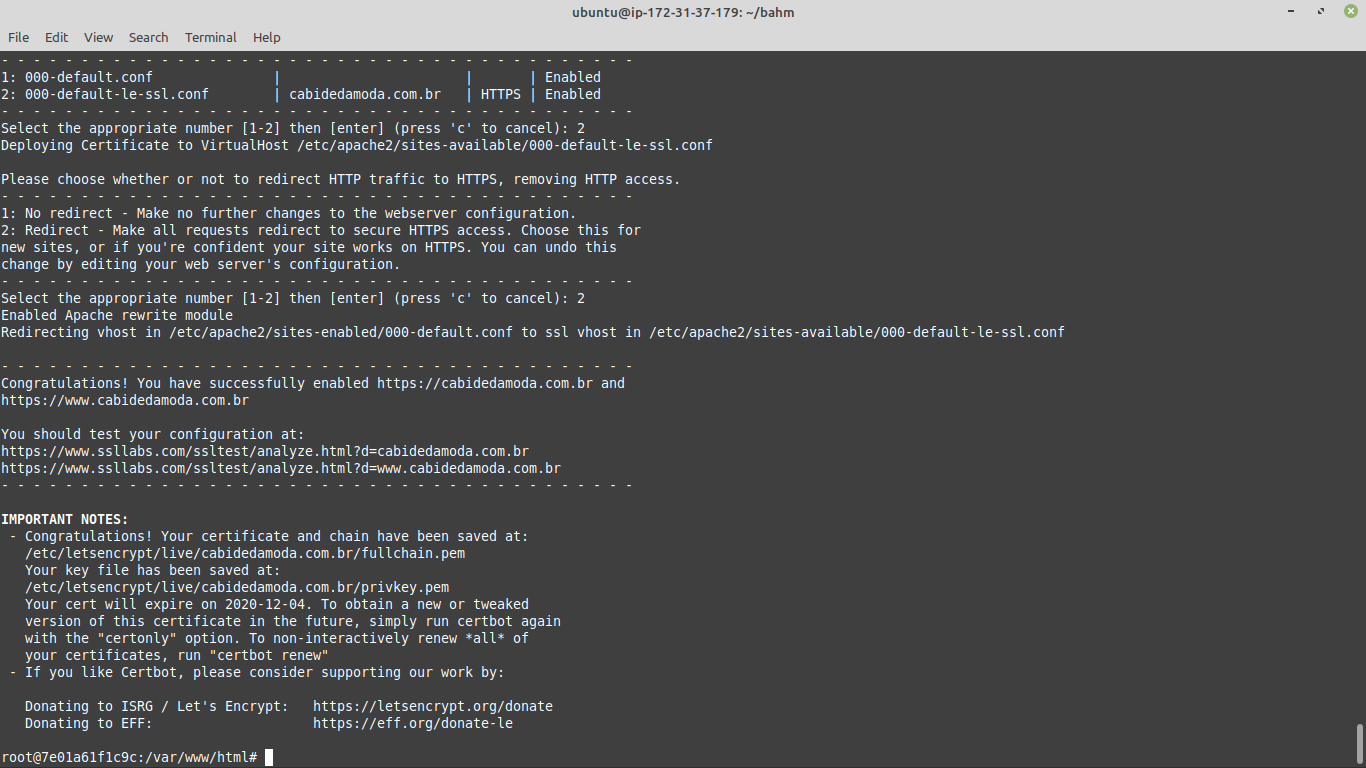 ubuntu@ip-172-31-37-179: ~/bahm
File Edit View Search Terminal Help
- - - - - - - - - - - - - - - - - - - - - - - - - - - - - - - - - - - - - - - -
1: 000-default.conf               |                       |       | Enabled
2: 000-default-le-ssl.conf        | cabidedamoda.com.br   | HTTPS | Enabled
- - - - - - - - - - - - - - - - - - - - - - - - - - - - - - - - - - - - - - - -
Select the appropriate number [1-2] then [enter] (press 'c' to cancel): 2
Deploying Certificate to VirtualHost /etc/apache2/sites-available/000-default-le-ssl.conf
Please choose whether or not to redirect HTTP traffic to HTTPS, removing HTTP access.
- - - - - - - - - - - - - - - - - - - - - - - - - - - - - - - - - - - - - - - -
1: No redirect - Make no further changes to the webserver configuration.
2: Redirect - Make all requests redirect to secure HTTPS access. Choose this for
new sites, or if you're confident your site works on HTTPS. You can undo this
change by editing your web server's configuration.
- - - - - - - - - - - - - - - - - - - - - - - - - - - - - - - - - - - - - - - -
Select the appropriate number [1-2] then [enter] (press 'c' to cancel): 2
Enabled Apache rewrite module
Redirecting vhost in /etc/apache2/sites-enabled/000-default.conf to ssl vhost in /etc/apache2/sites-available/000-default-le-ssl.conf
- - - - - - - - - - - - - - - - - - - - - - - - - - - - - - - - - - - - - - - -
Congratulations! You have successfully enabled https://cabidedamoda.com.br and
https://www.cabidedamoda.com.br
You should test your configuration at:
https://www.ssllabs.com/ssltest/analyze.html?d=cabidedamoda.com.br
https://www.ssllabs.com/ssltest/analyze.html?d=www.cabidedamoda.com.br
- - - - - - - - - - - - - - - - - - - - - - - - - - - - - - - - - - - - - - - -
IMPORTANT NOTES:
 - Congratulations! Your certificate and chain have been saved at:
   /etc/letsencrypt/live/cabidedamoda.com.br/fullchain.pem
   Your key file has been saved at:
   /etc/letsencrypt/live/cabidedamoda.com.br/privkey.pem
   Your cert will expire on 2020-12-04. To obtain a new or tweaked
   version of this certificate in the future, simply run certbot again
   with the "certonly" option. To non-interactively renew *all* of
   your certificates, run "certbot renew"
 - If you like Certbot, please consider supporting our work by:
   Donating to ISRG / Let's Encrypt:   https://letsencrypt.org/donate
   Donating to EFF:                    https://eff.org/donate-le
root@7e01a61f1c9c:/var/www/html#